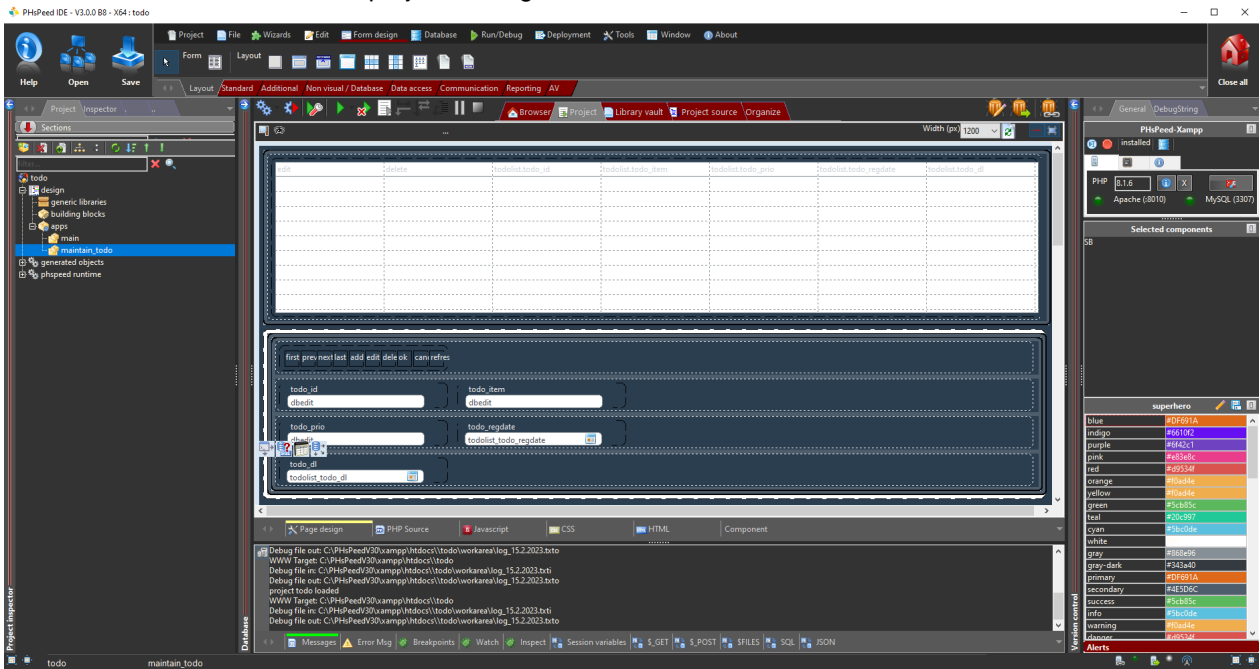 PHsPeed IDE - V3.0.0 B8 - X64 : todo
Project File Wizards Edit Form design Database Run/Debug Deployment Tools Window About
Form Layout
Help Open Save Close all
Layout Standard Additional Non visual / Database Data access Communication Reporting AV
Project Inspector . ..
Browser Project Library vault Project source Organize
General DebugString
Sections
... Width (px) 1200
PHsPeed-Xampp
installed
Filter...
todo
design
generic libraries
building blocks
apps
main
maintain_todo
generated objects
phspeed runtime
edit delete todolist.todo_id todolist.todo_item todolist.todo_prio todolist.todo_regdate todolist.todo_dl
PHP 8.1.6 X
Apache (:8010) MySQL (3307)
Selected components
SB
first prev next last add edit dele ok canc refres
todo_id todo_item
dbedit dbedit
todo_prio todo_regdate
dbedit todolist_todo_regdate
todo_dl
todolist_todo_dl
superhero
blue #DF691A
indigo #6610f2
purple #6f42c1
pink #e83e8c
red #d9534f
orange #f0ad4e
yellow #f0ad4e
green #5cb85c
teal #20c997
cyan #5bc0de
white
gray #868e96
gray-dark #343a40
primary #DF691A
secondary #4E5D6C
success #5cb85c
info #5bc0de
warning #f0ad4e
danger #d9534f
Alerts
Page design PHP Source Javascript CSS HTML Component
Debug file out: C:\PHsPeedV30\xampp\htdocs\\todo\workarea\log_15.2.2023.txto
WWW Target: C:\PHsPeedV30\xampp\htdocs\\todo
Debug file in: C:\PHsPeedV30\xampp\htdocs\\todo\workarea\log_15.2.2023.txti
Debug file out: C:\PHsPeedV30\xampp\htdocs\\todo\workarea\log_15.2.2023.txto
project todo loaded
WWW Target: C:\PHsPeedV30\xampp\htdocs\\todo
Debug file in: C:\PHsPeedV30\xampp\htdocs\\todo\workarea\log_15.2.2023.txti
Debug file out: C:\PHsPeedV30\xampp\htdocs\\todo\workarea\log_15.2.2023.txto
Messages Error Msg Breakpoints Watch Inspect Session variables $_GET $_POST $FILES SQL JSON
Project inspector
Database
Version control
todo maintain_todo